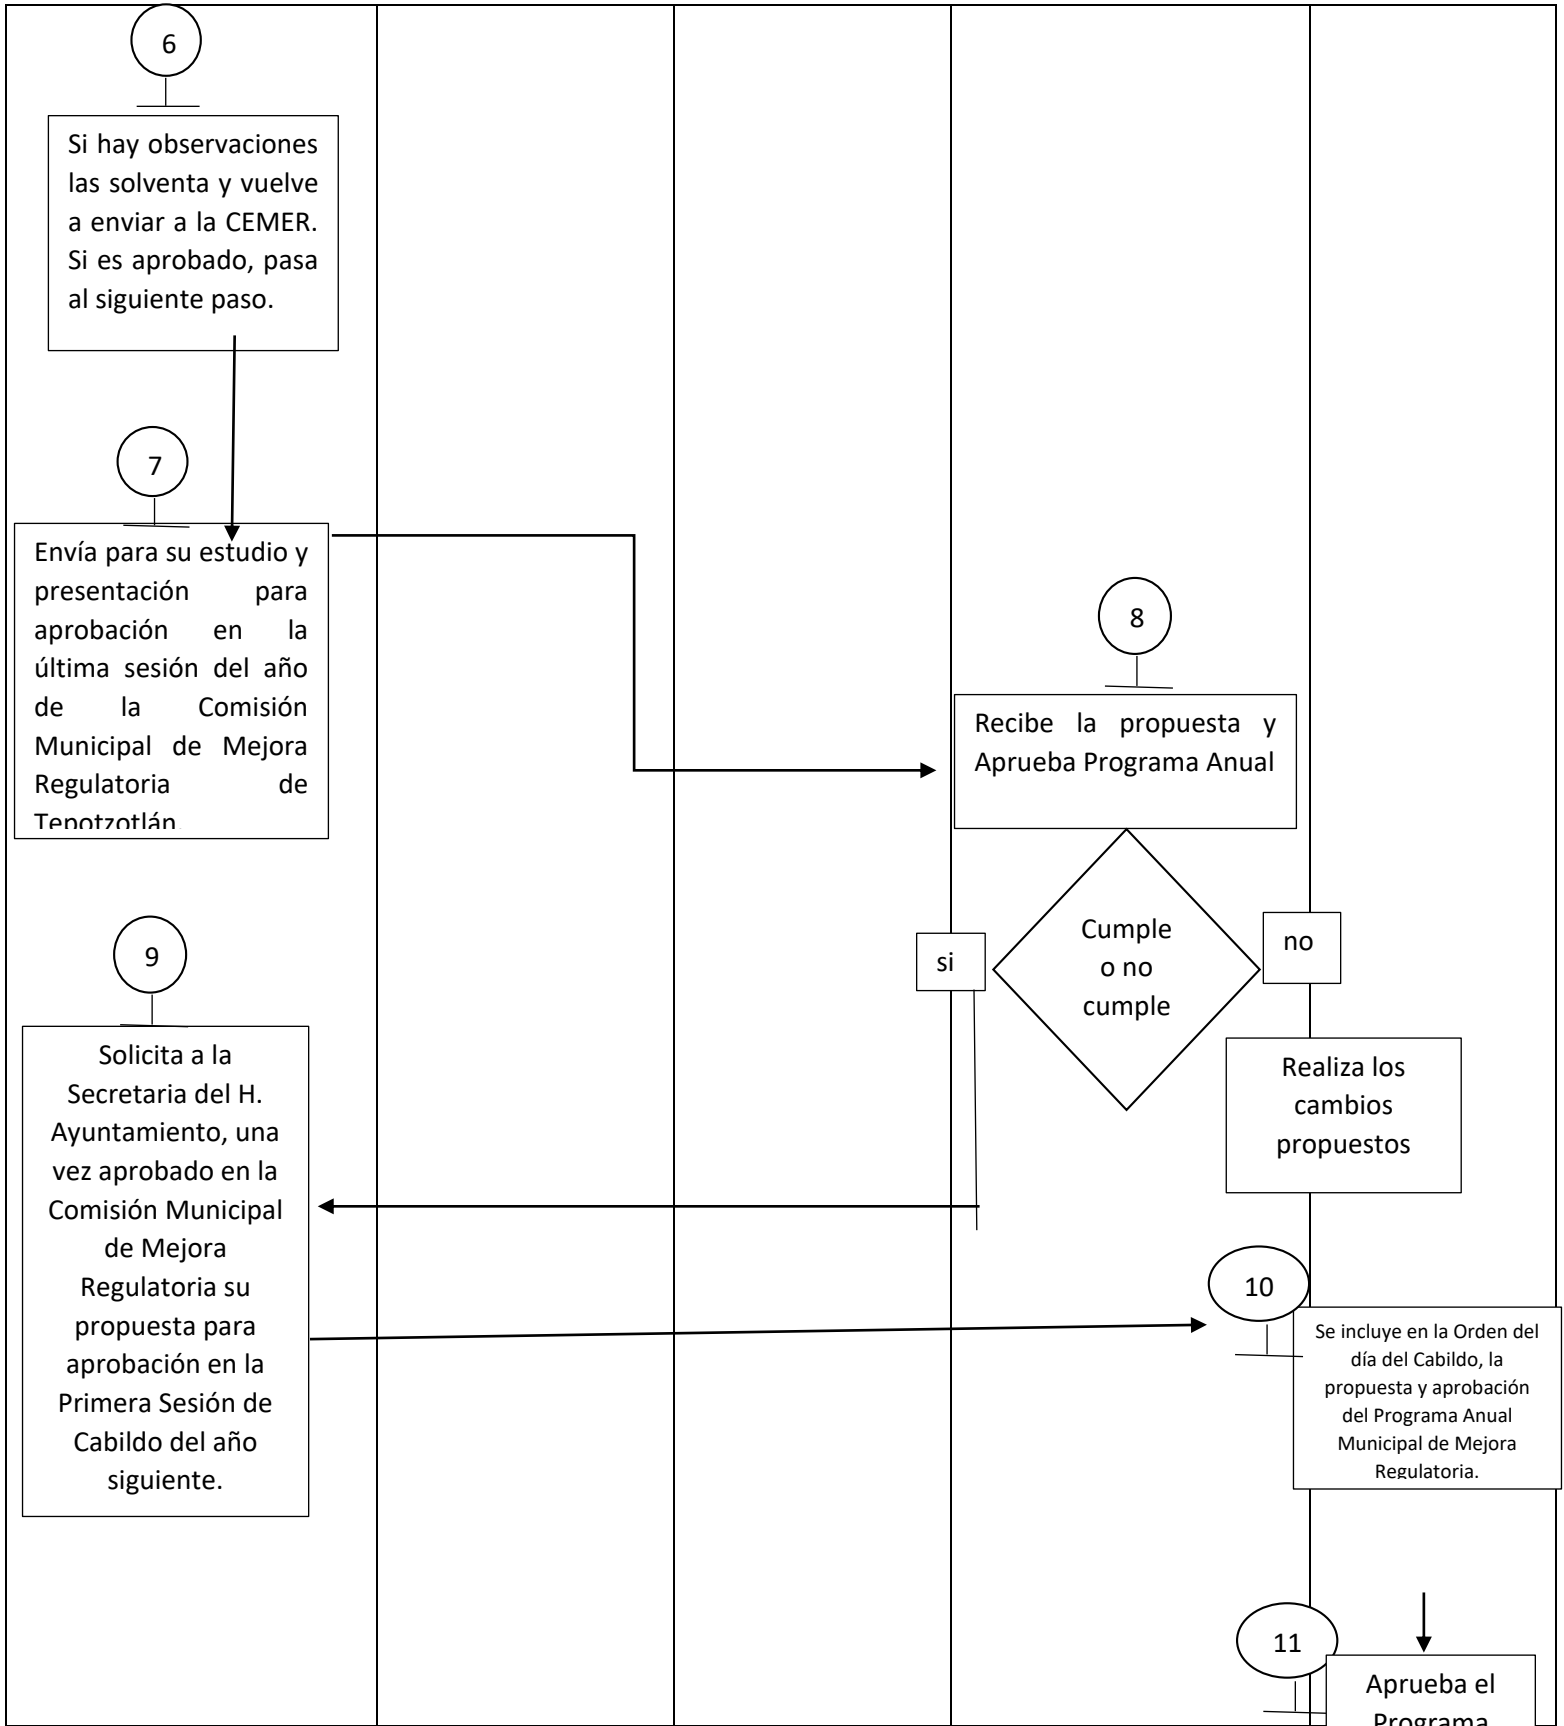 6
Si hay observaciones
las solventa y vuelve
a enviar a la CEMER.
Si es aprobado, pasa
al siguiente paso.
7
Envía para su estudio y
presentación para
aprobación en la
última sesión del año
de la Comisión
Municipal de Mejora
Regulatoria de
Tepotzotlán.
8
Recibe la propuesta y
Aprueba Programa Anual
Cumple
o no
cumple
si
no
Realiza los
cambios
propuestos
9
Solicita a la
Secretaria del H.
Ayuntamiento, una
vez aprobado en la
Comisión Municipal
de Mejora
Regulatoria su
propuesta para
aprobación en la
Primera Sesión de
Cabildo del año
siguiente.
10
Se incluye en la Orden del
día del Cabildo, la
propuesta y aprobación
del Programa Anual
Municipal de Mejora
Regulatoria.
11
Aprueba el
Programa